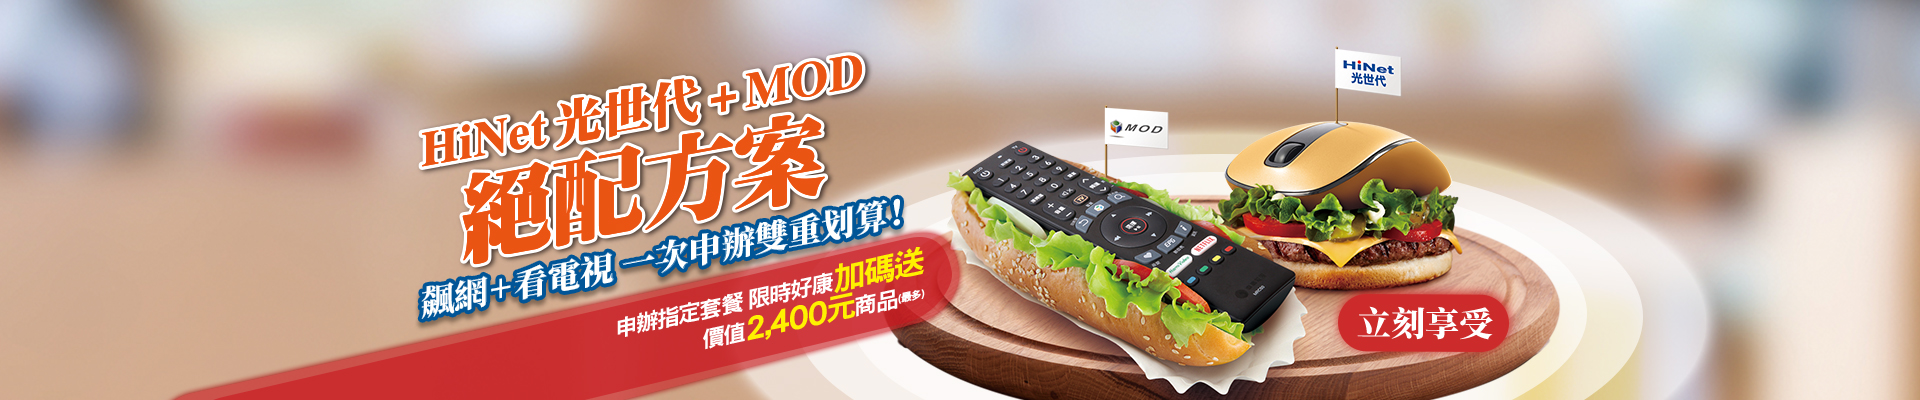 HiNet 光世代+MOD
絕配方案
飆網+看電視 一次申辦雙重划算!
申辦指定套餐 限時好康加碼送
價值2,400元商品(最多)
MOD
HiNet
光世代
NETFLIX
EPG
立刻享受